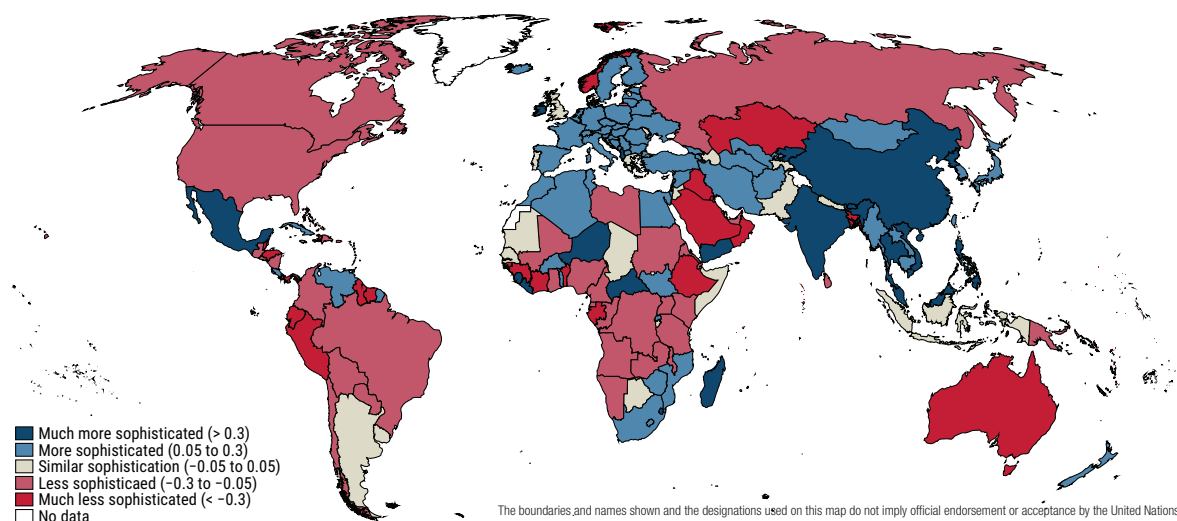 Much more sophisticated (> 0.3)
More sophisticated (0.05 to 0.3)
Similar sophistication (−0.05 to 0.05)
Less sophisticaed (−0.3 to −0.05)
Much less sophisticated (< −0.3)
No data
The boundaries and names shown and the designations used on this map do not imply official endorsement or acceptance by the United Nations